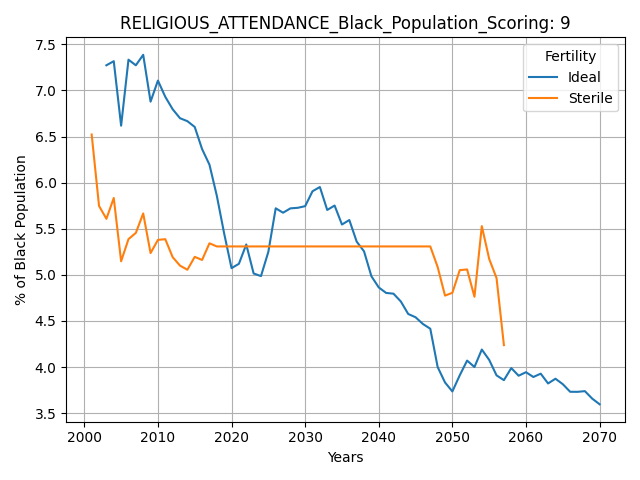 RELIGIOUS_ATTENDANCE_Black_Population_Scoring: 9
Fertility
Ideal
Sterile
% of Black Population
7.5
7.0
6.5
6.0
5.5
5.0
4.5
4.0
3.5
2000 2010 2020 2030 2040 2050 2060 2070
Years